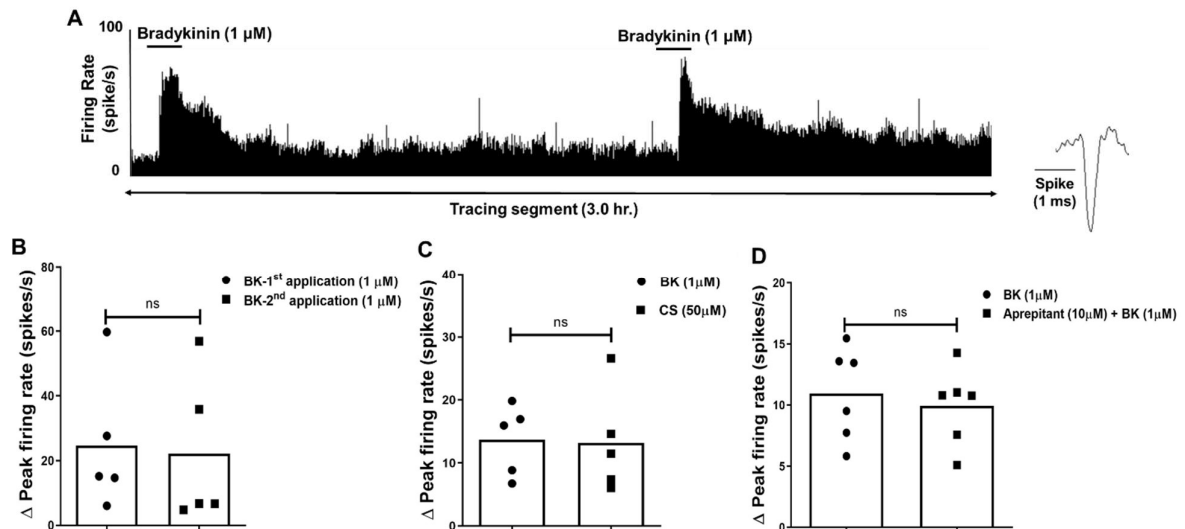 A
100
Bradykinin (1 µM)
Bradykinin (1 µM)
Firing Rate
(spike/s)
0
Tracing segment (3.0 hr.)
Spike
(1 ms)
B
80
60
40
20
0
Δ Peak firing rate (spikes/s)
BK-1st application (1 µM)
BK-2nd application (1 µM)
ns
C
40
30
20
10
0
Δ Peak firing rate (spikes/s)
BK (1µM)
CS (50µM)
ns
D
20
15
10
5
0
Δ Peak firing rate (spikes/s)
BK (1µM)
Aprepitant (10µM) + BK (1µM)
ns